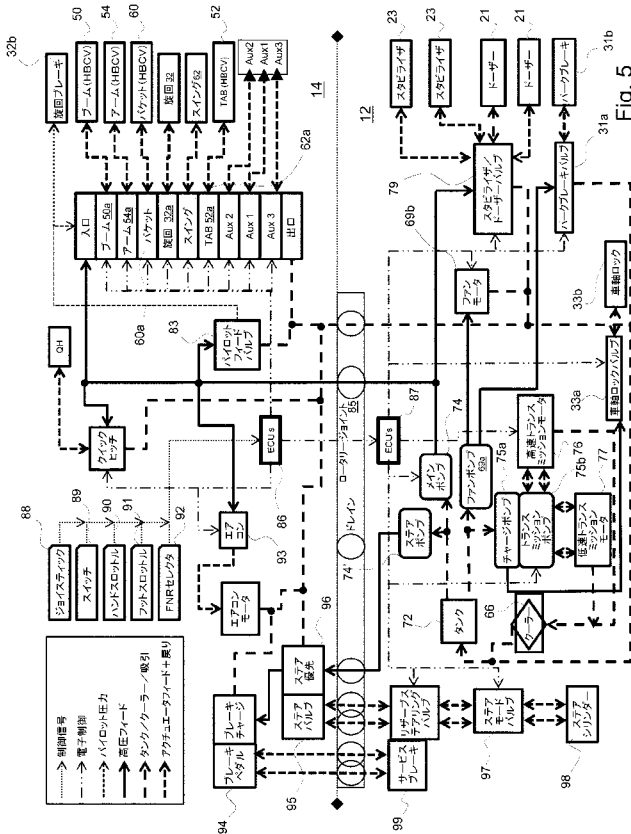 制御信号
電子制御
パイロット圧力
高圧フィード
タンク/クーラー/吸引
アクチュエータフィード+戻り
88
ジョイスティック
89
スイッチ
90
ハンドスロットル
91
フットスロットル
92
FNRセレクタ
QH
クイック
ヒッチ
エア
コン
93
エアコン
モータ
ECU's
86
パイロット
フィード
バルブ
83
60a
入口
ブーム 50a
アーム 54a
バケット
旋回 32a
スイング
TAB 52a
Aux 2
Aux 1
Aux 3
出口
62a
32b
旋回ブレーキ
ブーム(HBCV)
50
アーム(HBCV)
54
バケット(HBCV)
60
旋回 32
スイング62
TAB(HBCV)
52
Aux2
Aux1
Aux3
14
12
94
ブレーキ
ペダル
ブレーキ
チャージ
95
ステア
バルブ
ステア
優先
96
ドレイン
ロータリージョイント
85
99
サービス
ブレーキ
リザーブス
テアリング
バルブ
ステアモード
バルブ
97
ステア
シリンダー
98
72
タンク
74'
ステア
ポンプ
ECU's
87
メイン
ポンプ
74
ファンポンプ
69a
ファン
モータ
69b
チャージポンプ
75a
トランス
ミッションポンプ
75b
高速トランス
ミッションモータ
76
低速トランス
ミッション
モータ
77
66
クーラー
79
スタビライザ/
ドーザーバルブ
23
スタビライザ
23
スタビライザ
21
ドーザー
21
ドーザー
パークブレーキバルブ
31a
パークブレーキ
31b
車軸ロックバルブ
33a
車軸ロック
33b
Fig. 5